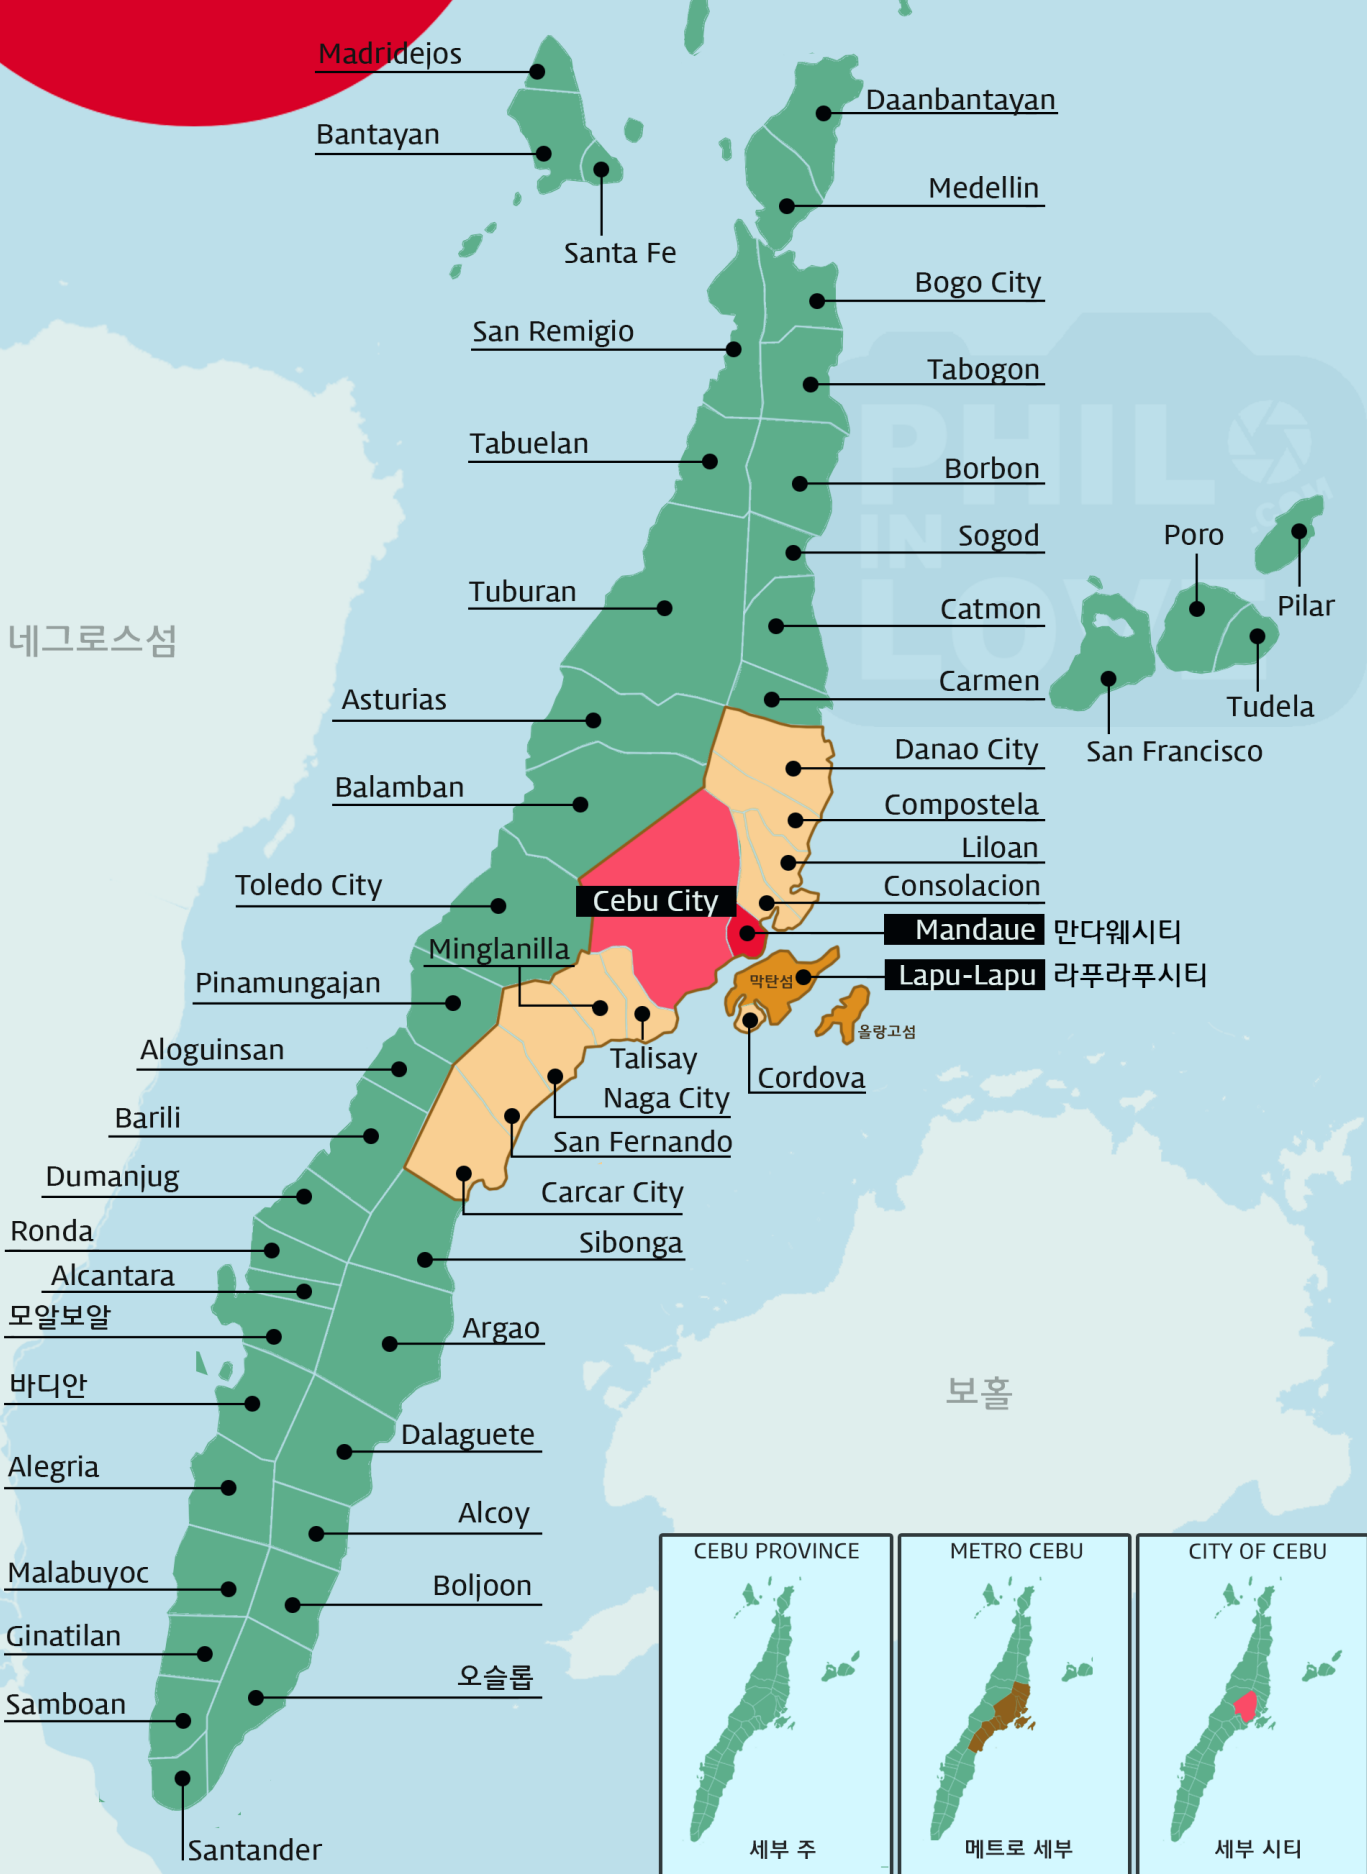 Madridejos
Daanbantayan
Bantayan
Medellin
Santa Fe
Bogo City
San Remigio
Tabogon
PHIL
IN
LOVE
.COM
Tabuelan
Borbon
Sogod
Poro
Tuburan
Catmon
Pilar
네그로스섬
Carmen
Asturias
Tudela
Danao City
San Francisco
Balamban
Compostela
Liloan
Toledo City
Consolacion
Cebu City
Mandaue 만다웨시티
Minglanilla
Lapu-Lapu 라푸라푸시티
막탄섬
Pinamungajan
올랑고섬
Aloguinsan
Talisay
Cordova
Naga City
Barili
San Fernando
Dumanjug
Carcar City
Ronda
Sibonga
Alcantara
모알보알
Argao
바디안
보홀
Dalaguete
Alegria
Alcoy
Malabuyoc
Boljoon
Ginatilan
오슬롭
Samboan
Santander
CEBU PROVINCE
세부 주
METRO CEBU
메트로 세부
CITY OF CEBU
세부 시티